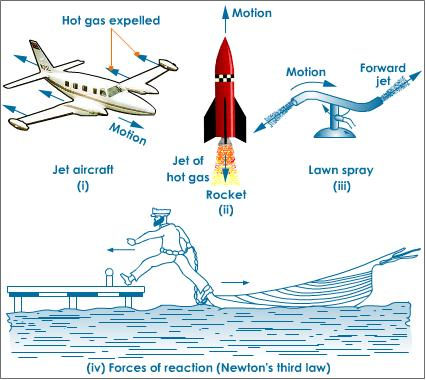 Hot gas expelled
Motion
Jet aircraft
(i)
Motion
Jet of
hot gas
Rocket
(ii)
Motion
Forward
jet
Lawn spray
(iii)
(iv) Forces of reaction (Newton's third law)